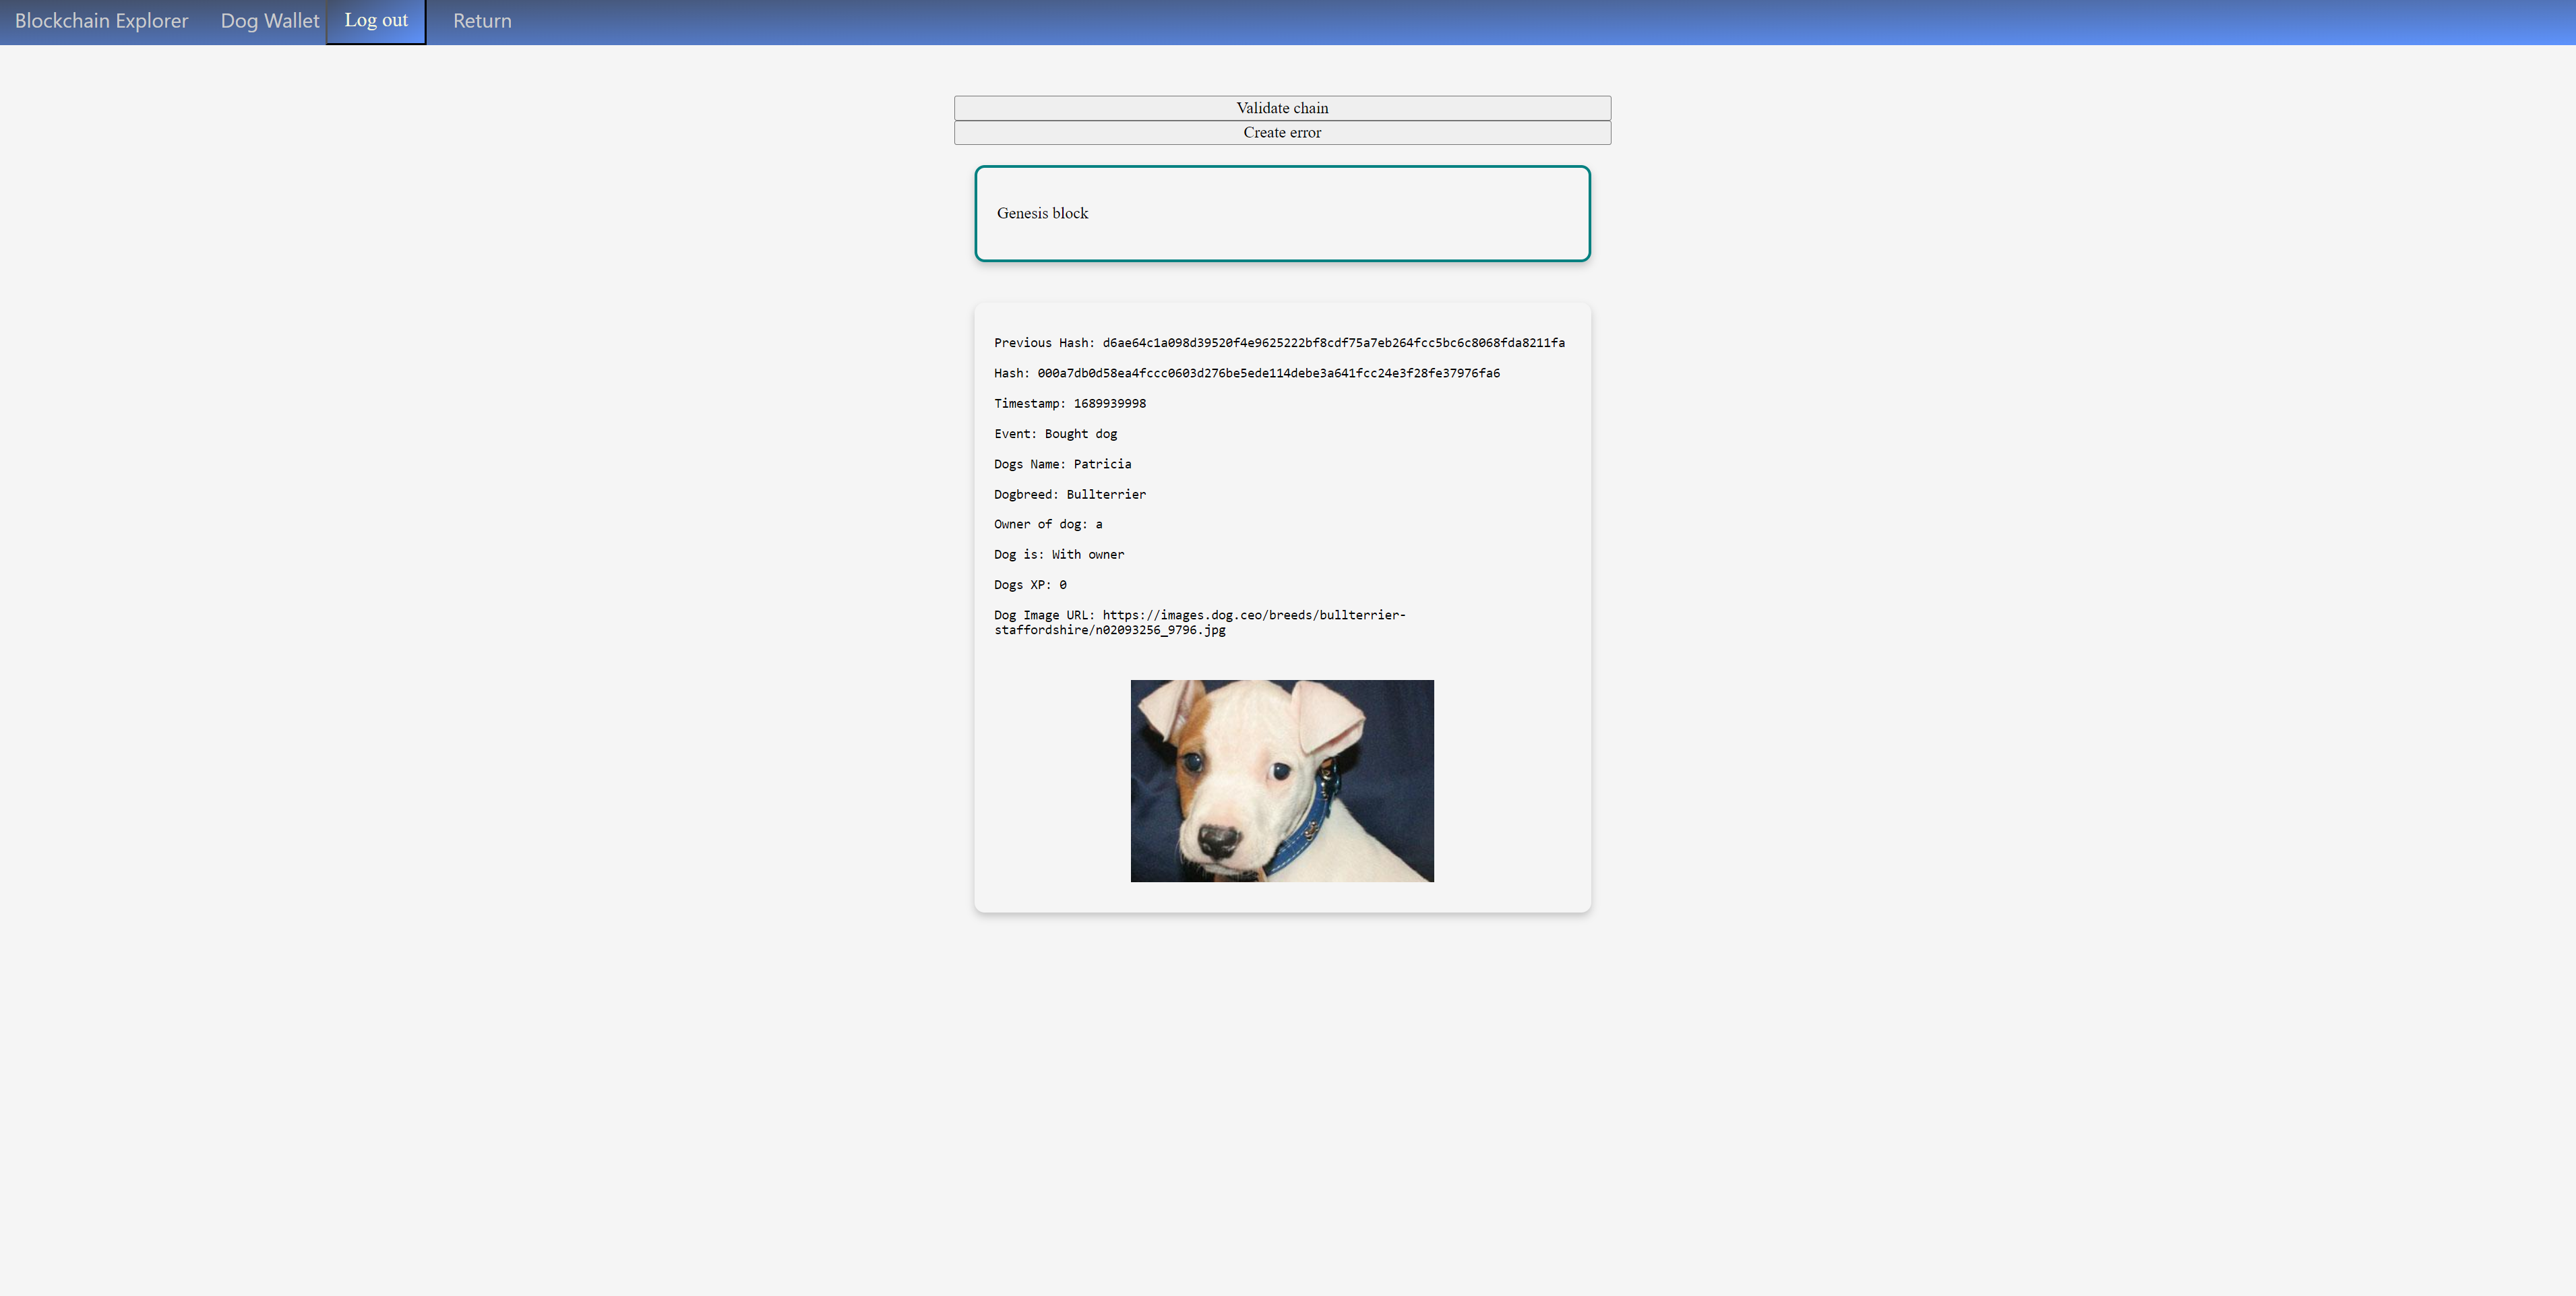 Blockchain Explorer Dog Wallet Log out Return
Validate chain
Create error
Genesis block
Previous Hash: d6ae64c1a098d39520f4e9625222bf8cdf75a7eb264fcc5bc6c8068fda8211fa
Hash: 000a7db0d58ea4fccc0603d276be5ede114debe3a641fcc24e3f28fe37976fa6
Timestamp: 1689939998
Event: Bought dog
Dogs Name: Patricia
Dogbreed: Bullterrier
Owner of dog: a
Dog is: With owner
Dogs XP: 0
Dog Image URL: https://images.dog.ceo/breeds/bullterrier-
staffordshire/n02093256_9796.jpg